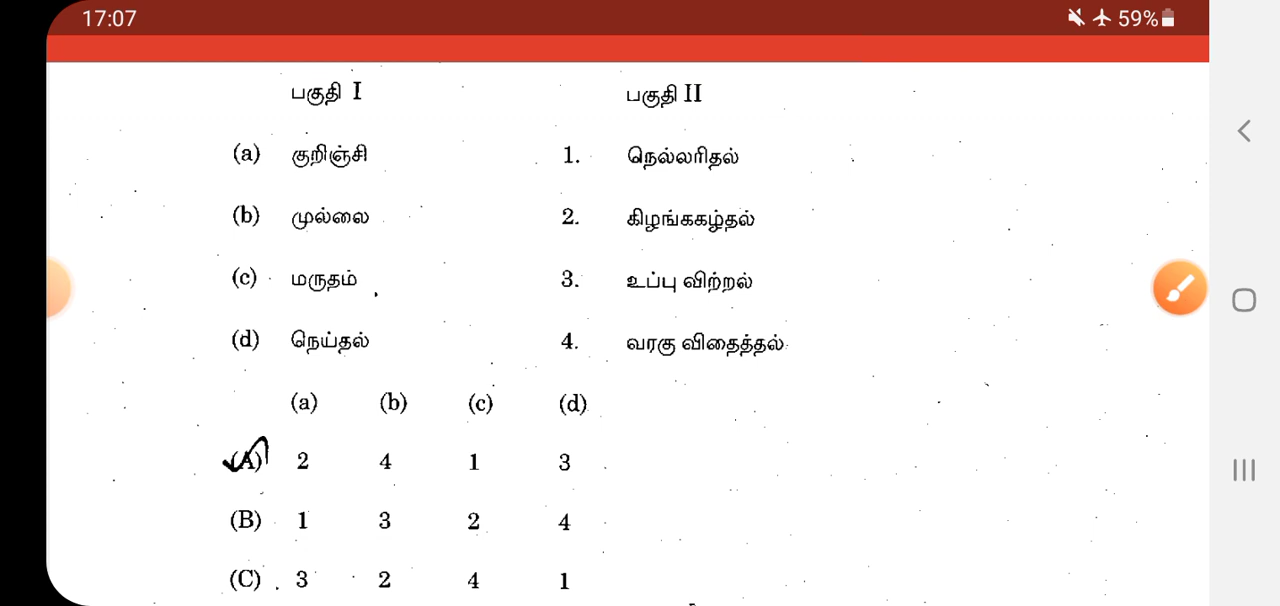 17:07 59%
பகுதி I பகுதி II
(a) குறிஞ்சி 1. நெல்லரிதல்
(b) முல்லை 2. கிழங்ககழ்தல்
(c) மருதம் 3. உப்பு விற்றல்
(d) நெய்தல் 4. வரகு விதைத்தல்
(a) (b) (c) (d)
(A) 2 4 1 3
(B) 1 3 2 4
(C) 3 2 4 1